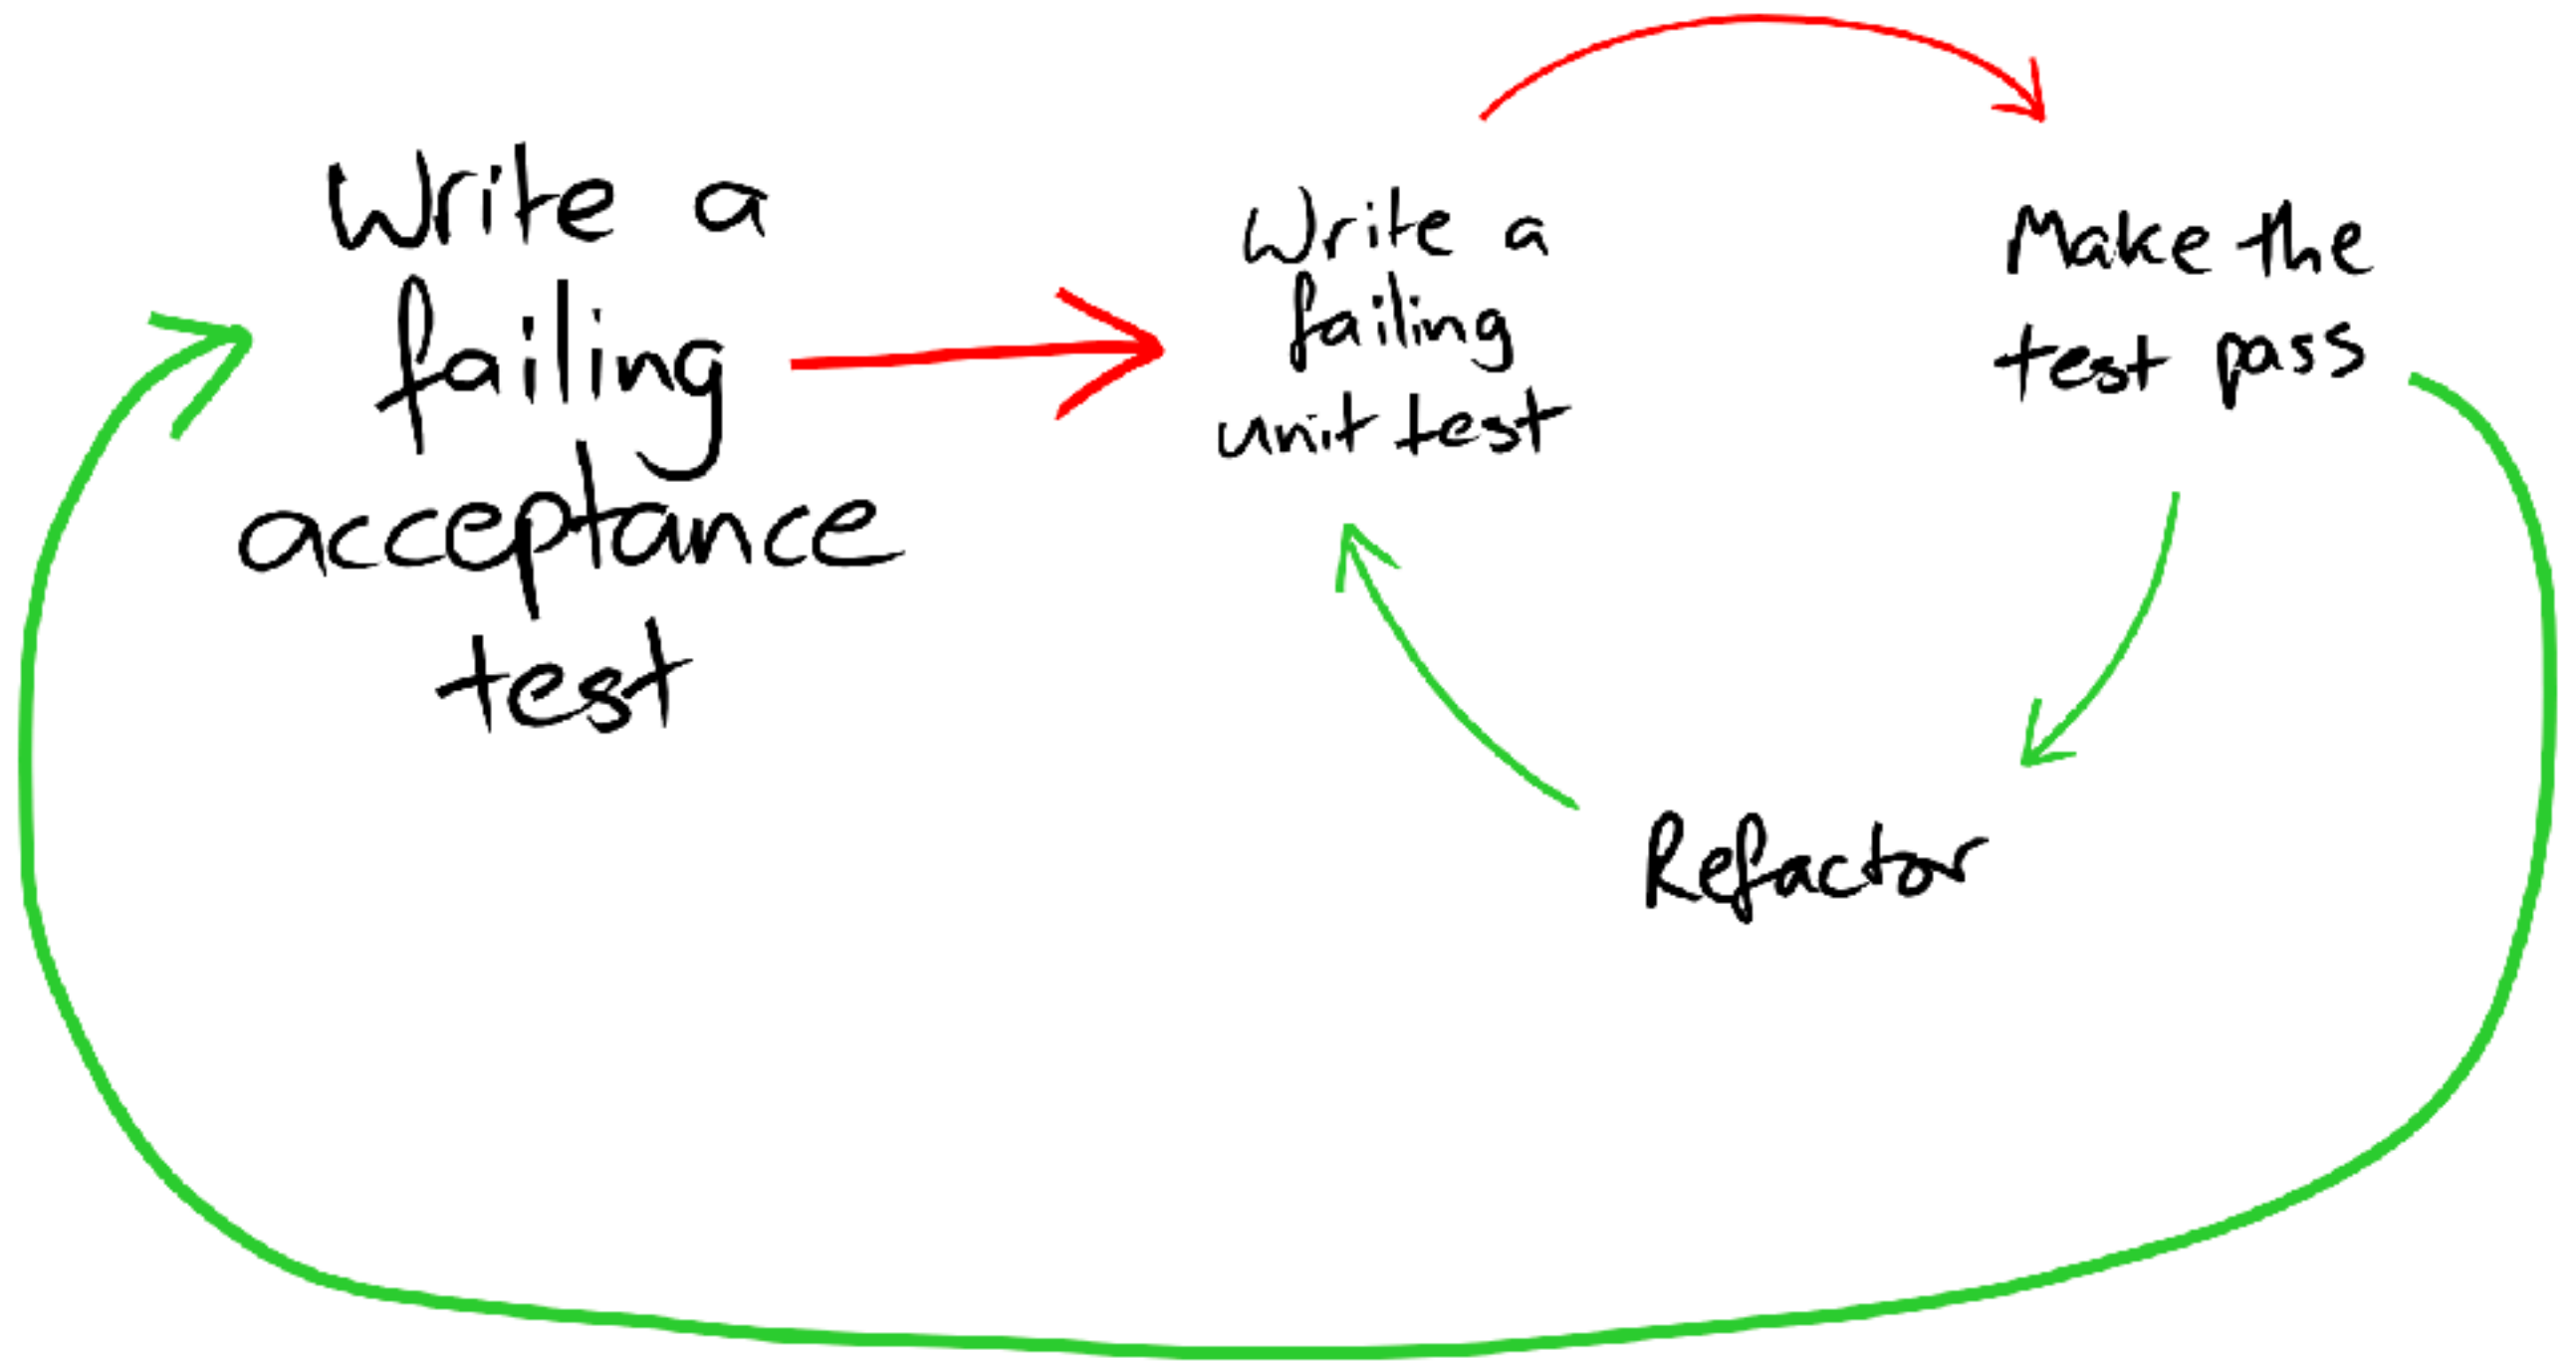 Write a
failing
acceptance
test
Write a
failing
unit test
Make the
test pass
Refactor